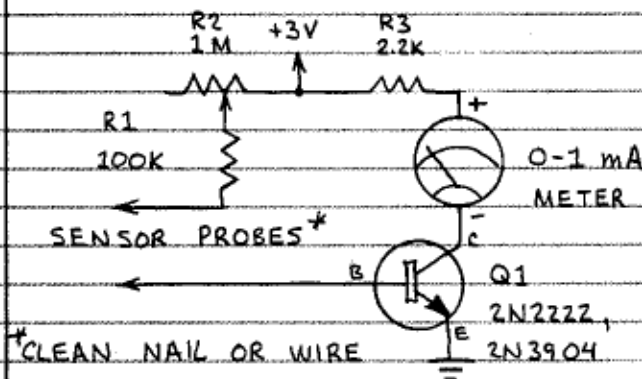 R2
1 M
+3V
R3
2.2K
+
R1
100K
0-1 mA
METER
-
C
SENSOR PROBES*
B
Q1
2N2222,
2N3904
E
*CLEAN NAIL OR WIRE